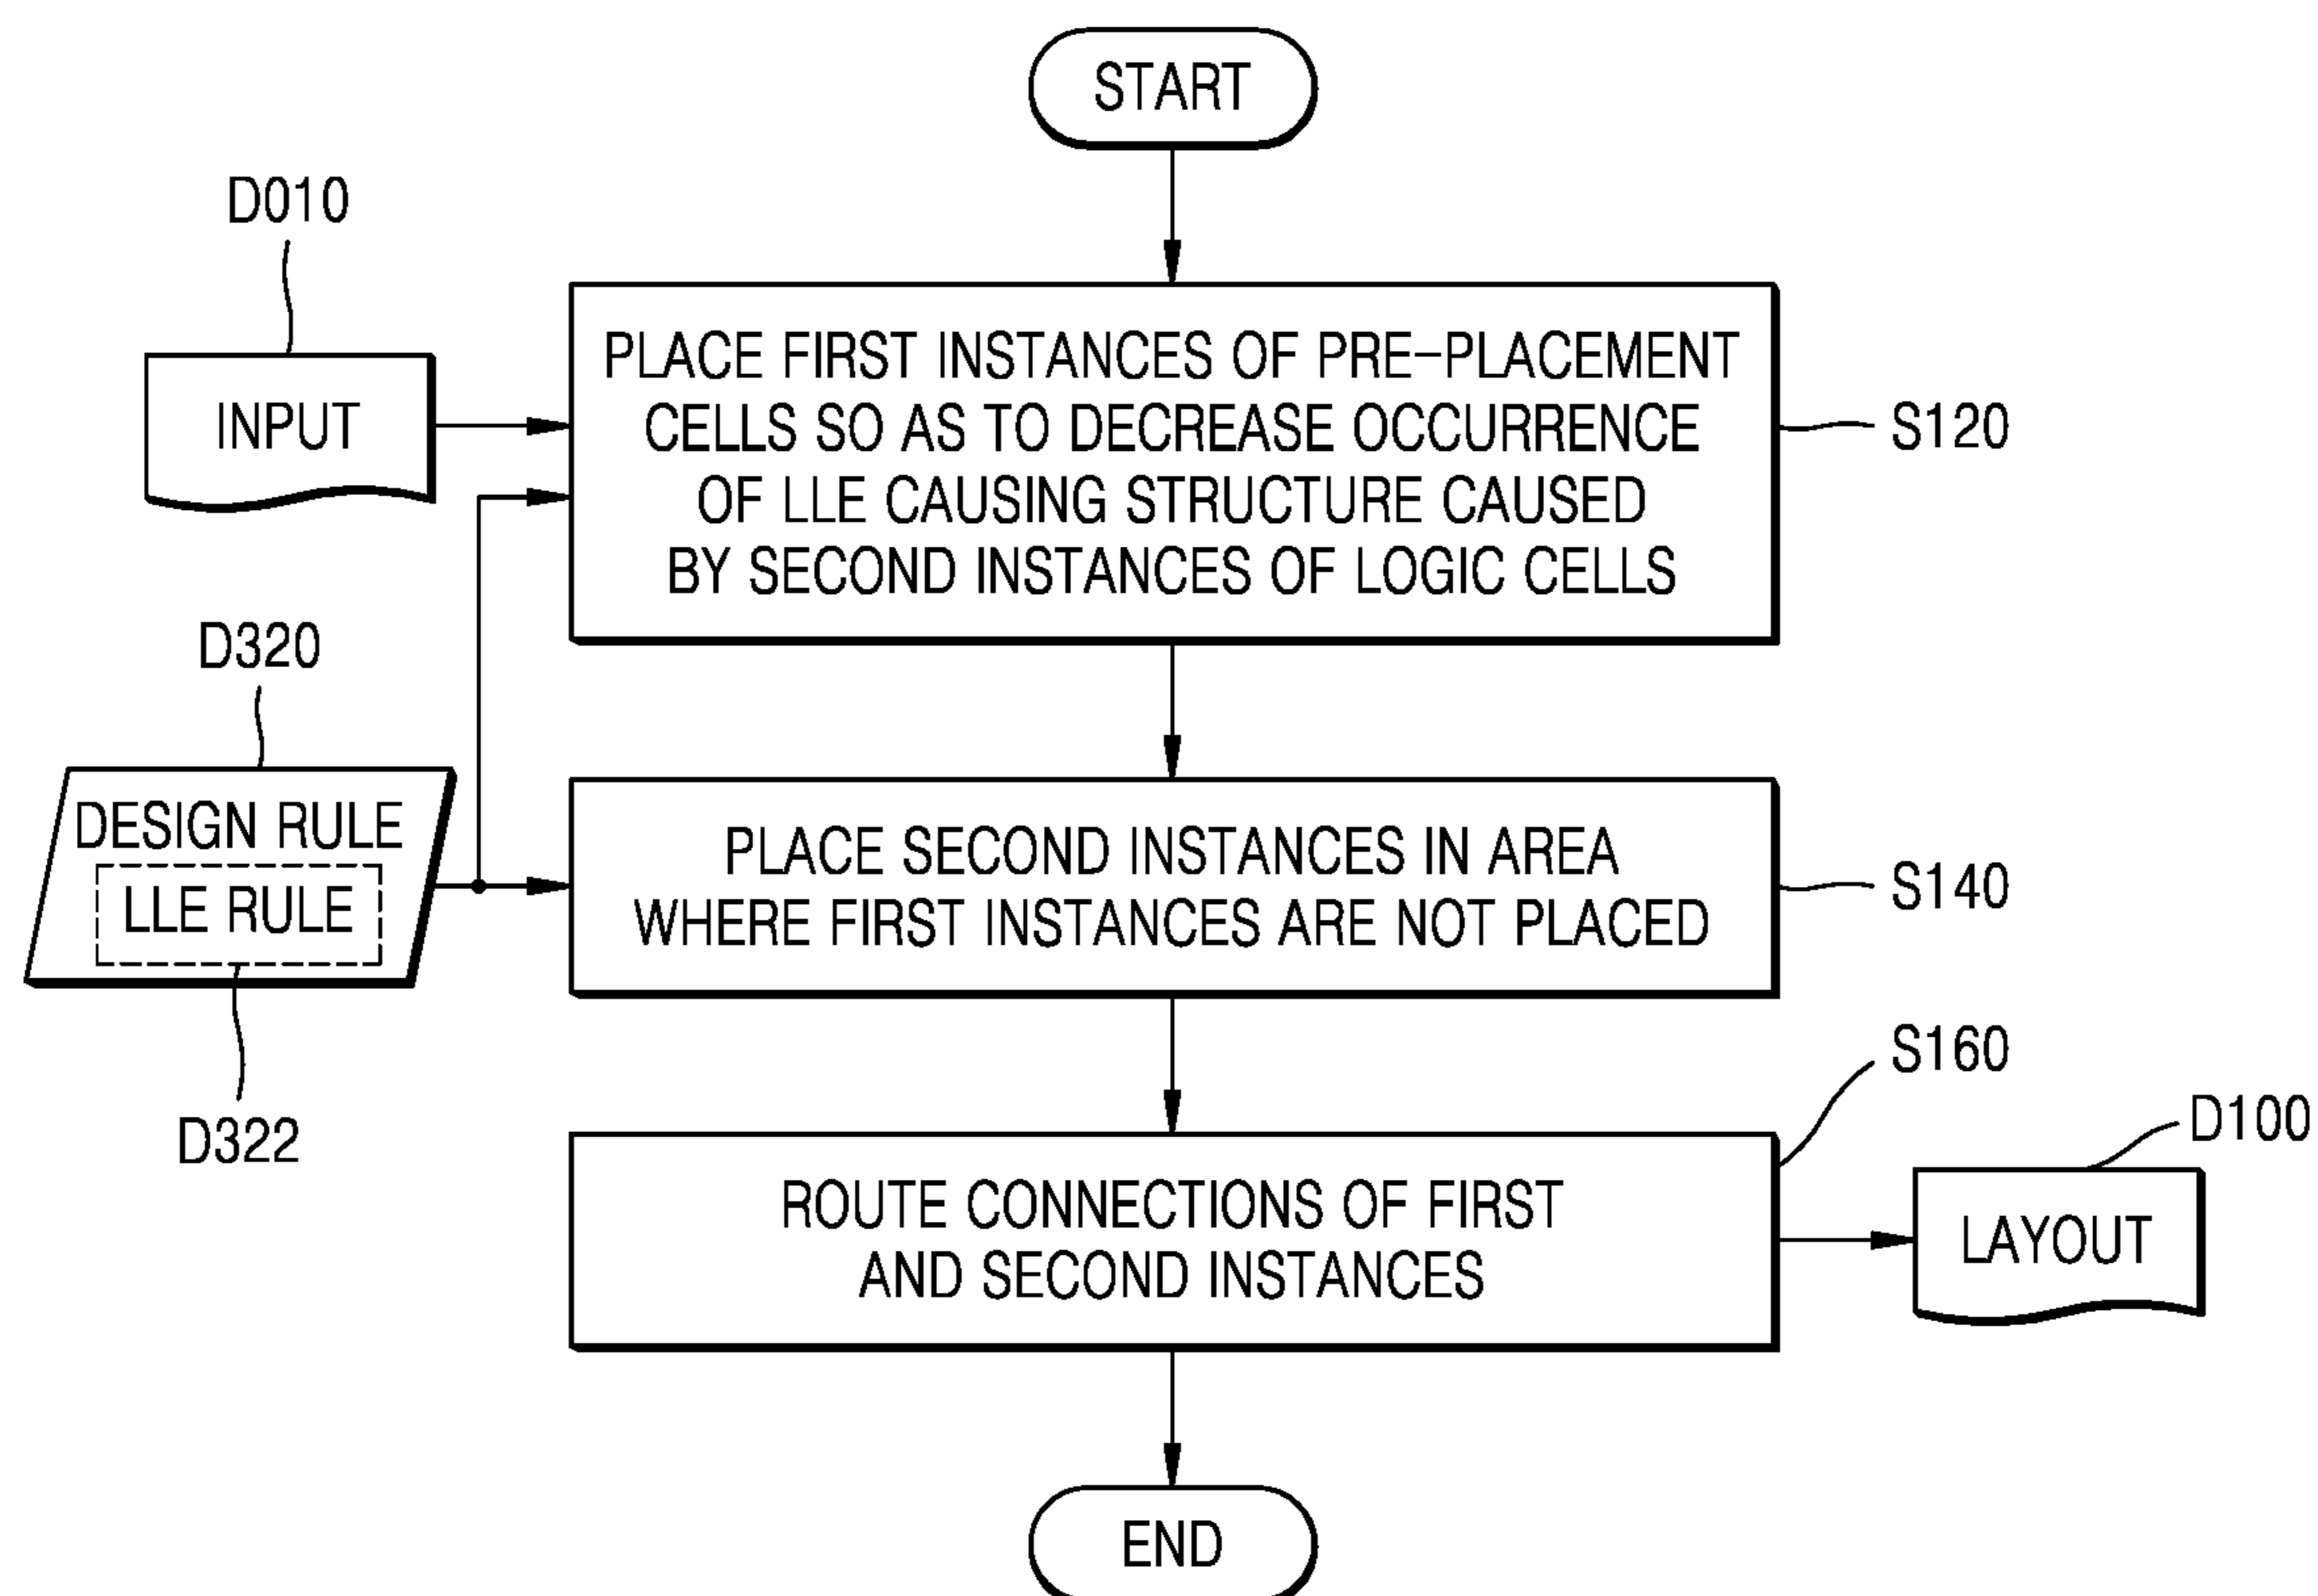 START
D010
INPUT
PLACE FIRST INSTANCES OF PRE-PLACEMENT
CELLS SO AS TO DECREASE OCCURRENCE
OF LLE CAUSING STRUCTURE CAUSED
BY SECOND INSTANCES OF LOGIC CELLS
S120
D320
DESIGN RULE
LLE RULE
D322
PLACE SECOND INSTANCES IN AREA
WHERE FIRST INSTANCES ARE NOT PLACED
S140
S160
ROUTE CONNECTIONS OF FIRST
AND SECOND INSTANCES
D100
LAYOUT
END